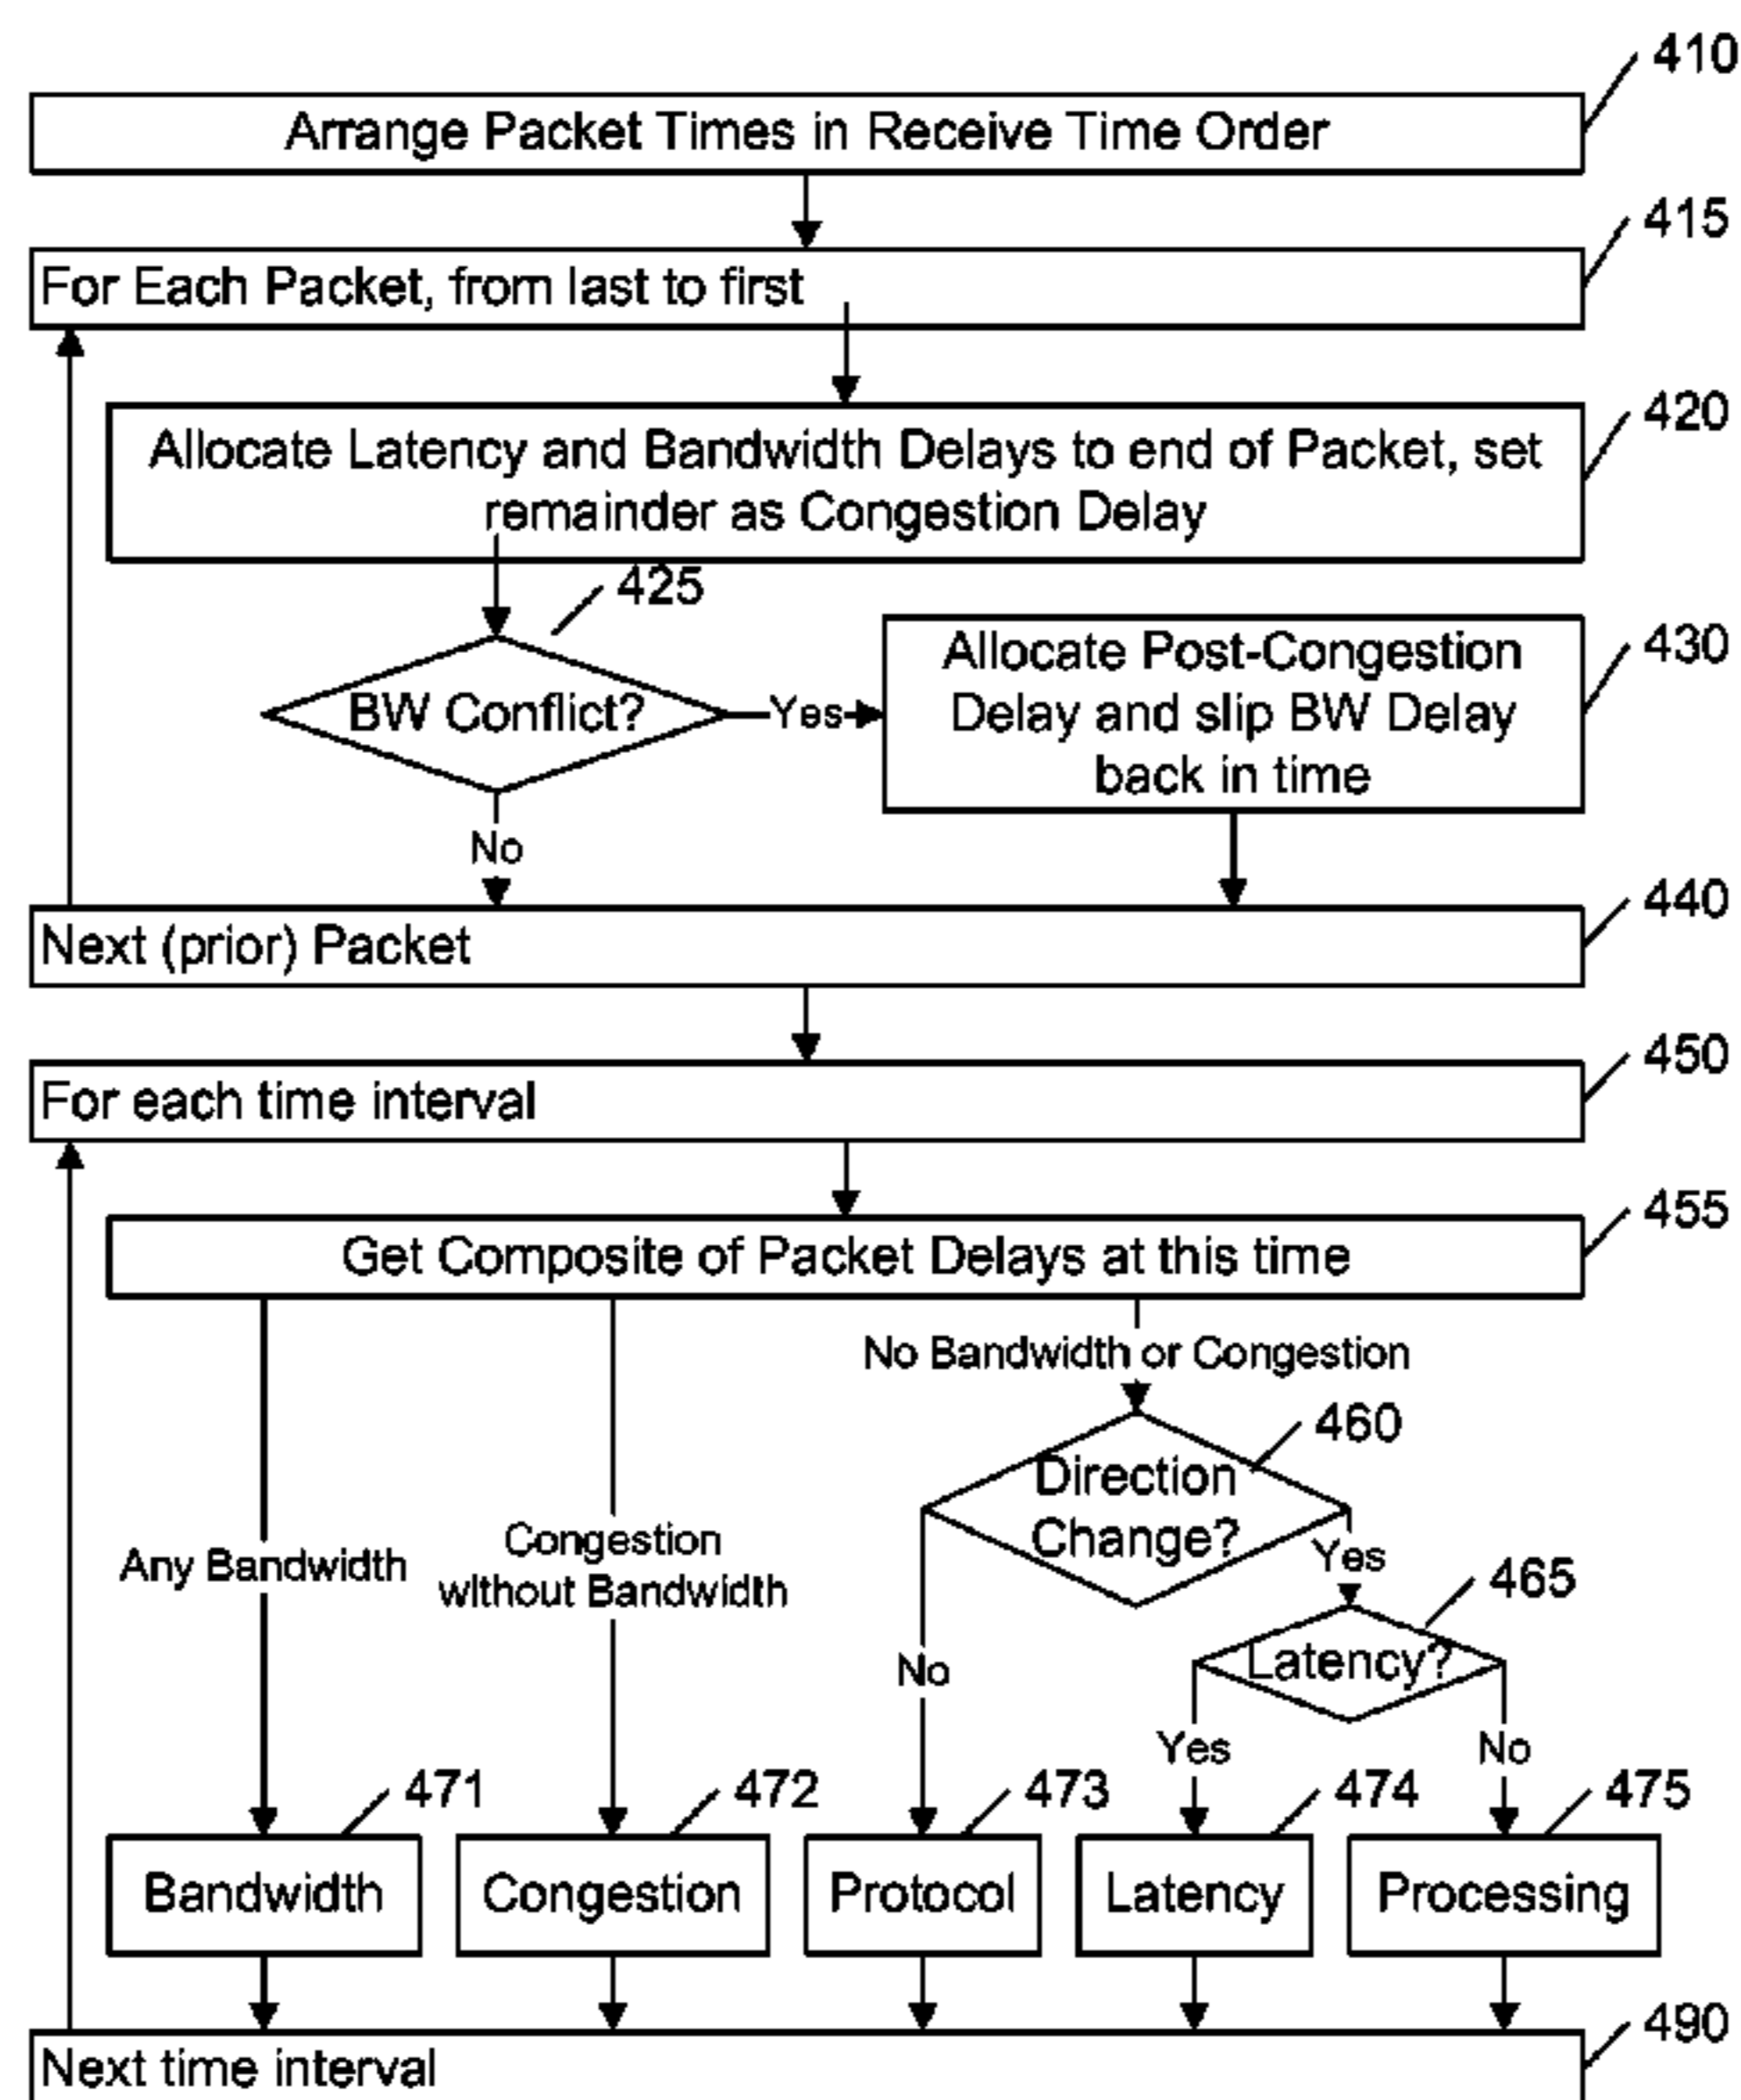 410
Arrange Packet Times in Receive Time Order
415
For Each Packet, from last to first
420
Allocate Latency and Bandwidth Delays to end of Packet, set
remainder as Congestion Delay
425
BW Conflict?
Yes
430
Allocate Post-Congestion
Delay and slip BW Delay
back in time
No
440
Next (prior) Packet
450
For each time interval
455
Get Composite of Packet Delays at this time
No Bandwidth or Congestion
460
Direction
Change?
Any Bandwidth
Congestion
without Bandwidth
Yes
465
Latency?
No
Yes
No
471
472
473
474
475
Bandwidth
Congestion
Protocol
Latency
Processing
490
Next time interval